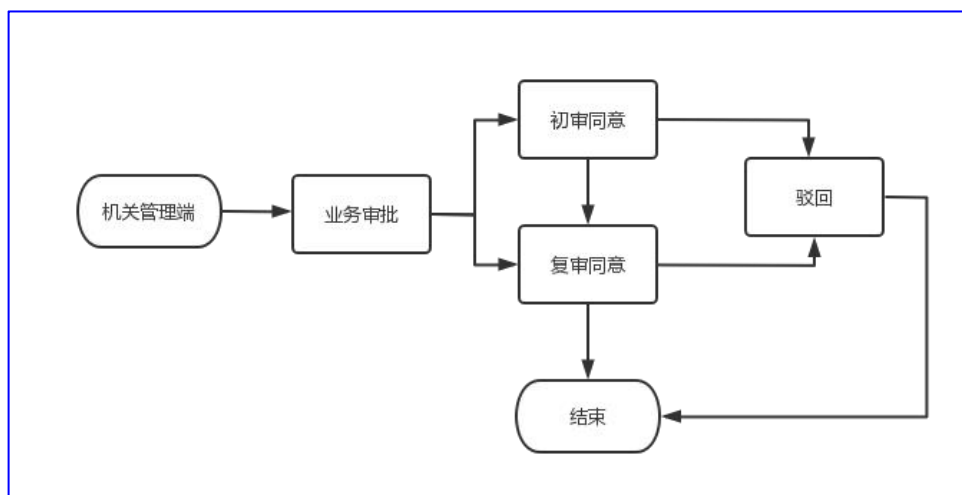 机关管理端
业务审批
初审同意
复审同意
驳回
结束